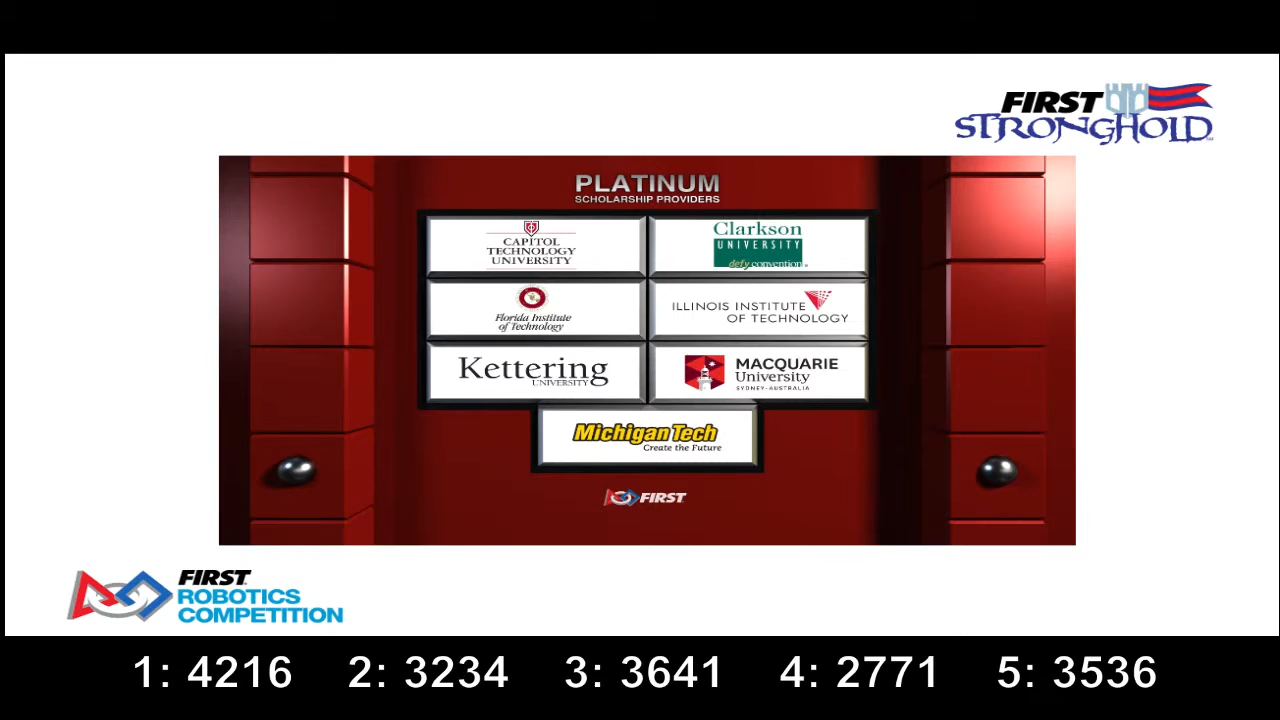 FIRST
STRONGHOLD
PLATINUM
SCHOLARSHIP PROVIDERS
CAPITOL
TECHNOLOGY
UNIVERSITY
Clarkson
UNIVERSITY
defy convention
Florida Institute
of Technology
ILLINOIS INSTITUTE
OF TECHNOLOGY
Kettering
UNIVERSITY
MACQUARIE
University
SYDNEY·AUSTRALIA
Michigan Tech
Create the Future
FIRST
FIRST
ROBOTICS
COMPETITION
1: 4216 2: 3234 3: 3641 4: 2771 5: 3536